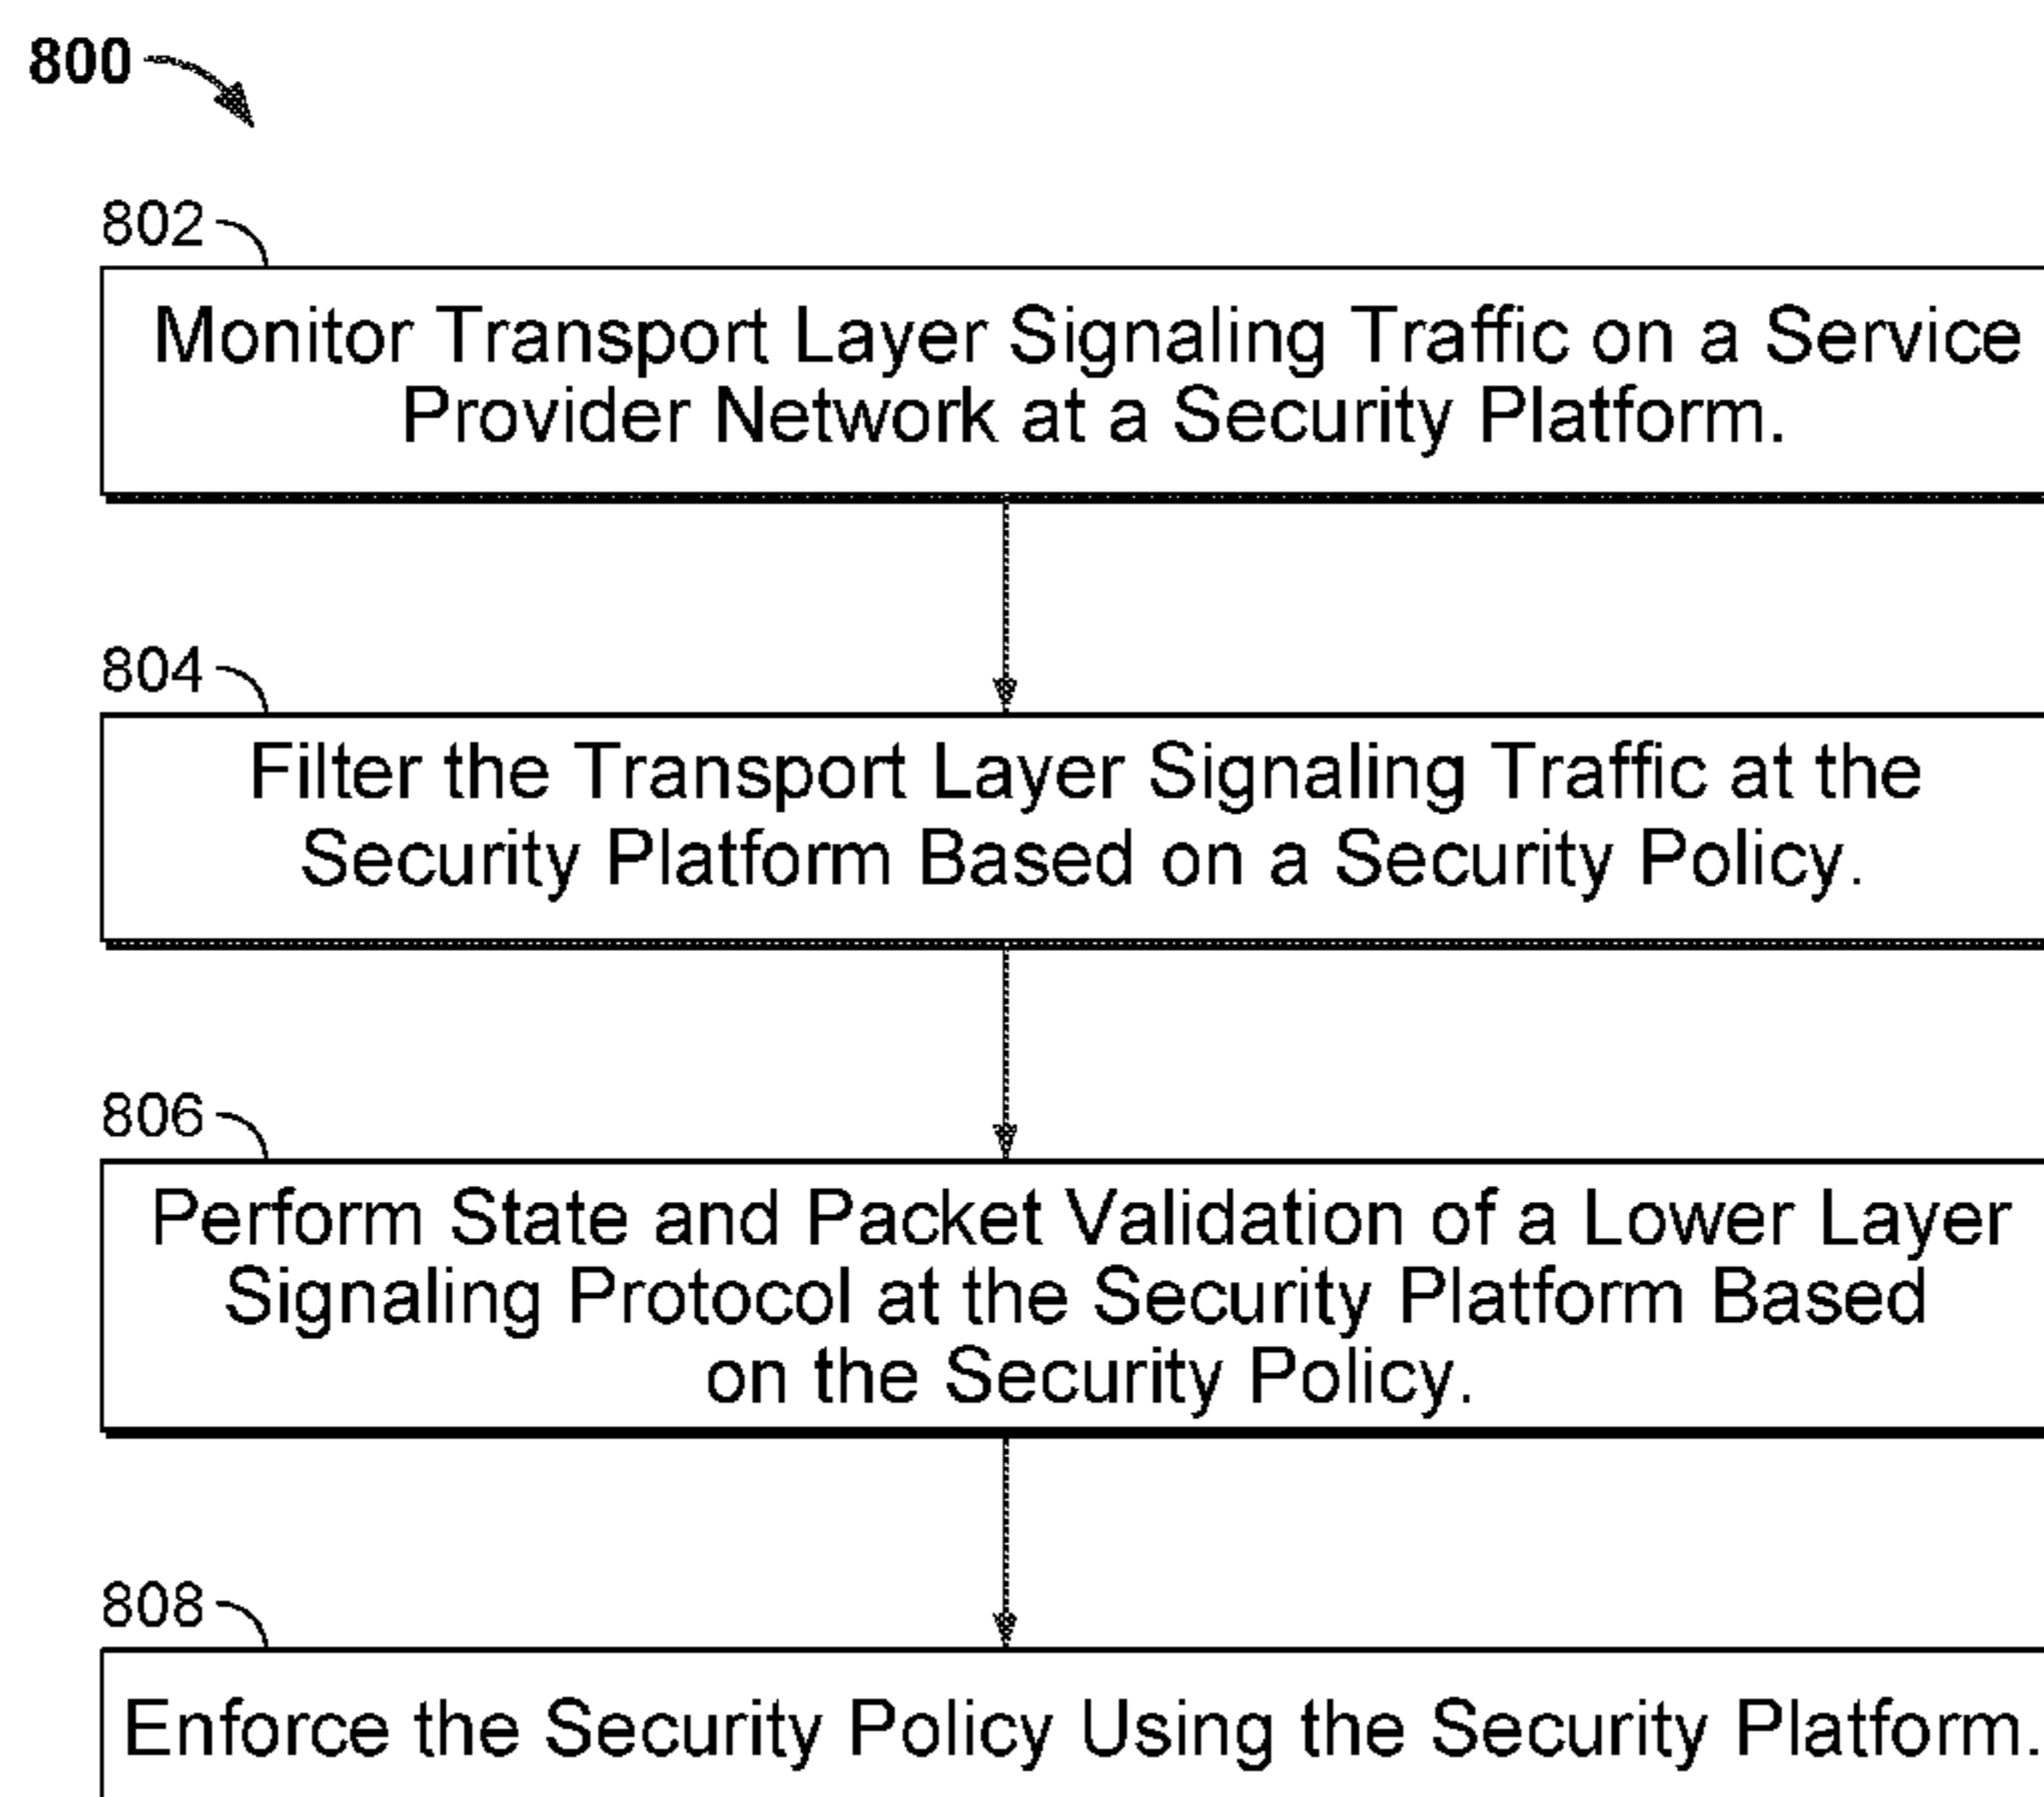 800
802
Monitor Transport Layer Signaling Traffic on a Service
Provider Network at a Security Platform.
804
Filter the Transport Layer Signaling Traffic at the
Security Platform Based on a Security Policy.
806
Perform State and Packet Validation of a Lower Layer
Signaling Protocol at the Security Platform Based
on the Security Policy.
808
Enforce the Security Policy Using the Security Platform.